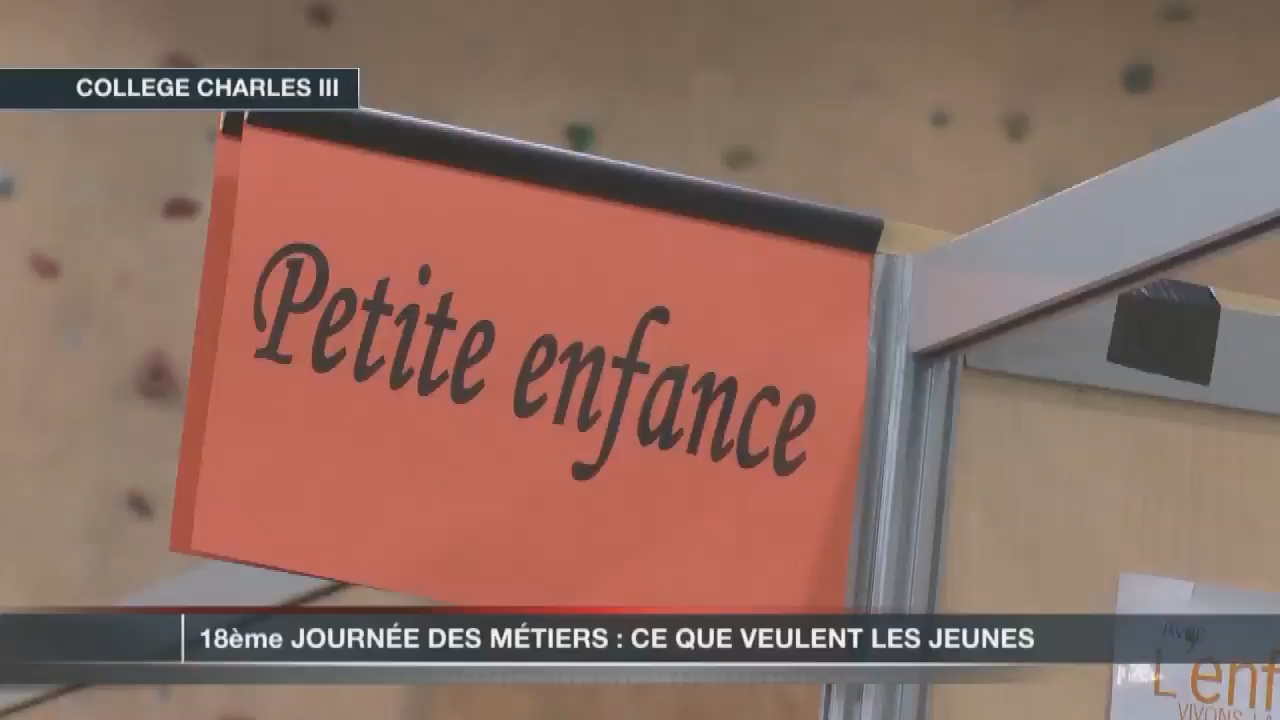 COLLEGE CHARLES III
Petite enfance
18ème JOURNÉE DES MÉTIERS : CE QUE VEULENT LES JEUNES